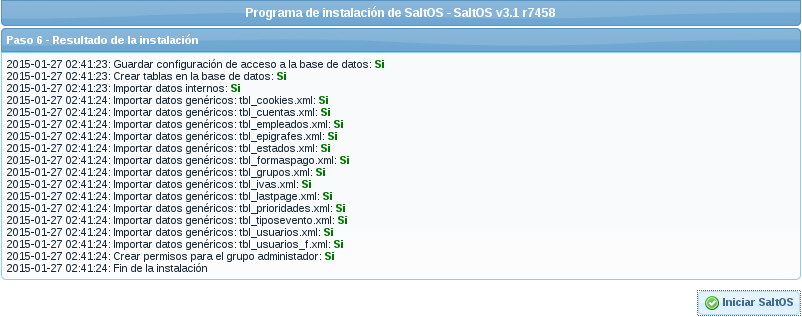 Programa de instalación de SaltOS - SaltOS v3.1 r7458
Paso 6 - Resultado de la instalación
2015-01-27 02:41:23: Guardar configuración de acceso a la base de datos: Si
2015-01-27 02:41:23: Crear tablas en la base de datos: Si
2015-01-27 02:41:23: Importar datos internos: Si
2015-01-27 02:41:24: Importar datos genéricos: tbl_cookies.xml: Si
2015-01-27 02:41:24: Importar datos genéricos: tbl_cuentas.xml: Si
2015-01-27 02:41:24: Importar datos genéricos: tbl_empleados.xml: Si
2015-01-27 02:41:24: Importar datos genéricos: tbl_epigrafes.xml: Si
2015-01-27 02:41:24: Importar datos genéricos: tbl_estados.xml: Si
2015-01-27 02:41:24: Importar datos genéricos: tbl_formaspago.xml: Si
2015-01-27 02:41:24: Importar datos genéricos: tbl_grupos.xml: Si
2015-01-27 02:41:24: Importar datos genéricos: tbl_ivas.xml: Si
2015-01-27 02:41:24: Importar datos genéricos: tbl_lastpage.xml: Si
2015-01-27 02:41:24: Importar datos genéricos: tbl_prioridades.xml: Si
2015-01-27 02:41:24: Importar datos genéricos: tbl_tiposevento.xml: Si
2015-01-27 02:41:24: Importar datos genéricos: tbl_usuarios.xml: Si
2015-01-27 02:41:24: Importar datos genéricos: tbl_usuarios_f.xml: Si
2015-01-27 02:41:24: Crear permisos para el grupo administador: Si
2015-01-27 02:41:24: Fin de la instalación
Iniciar SaltOS